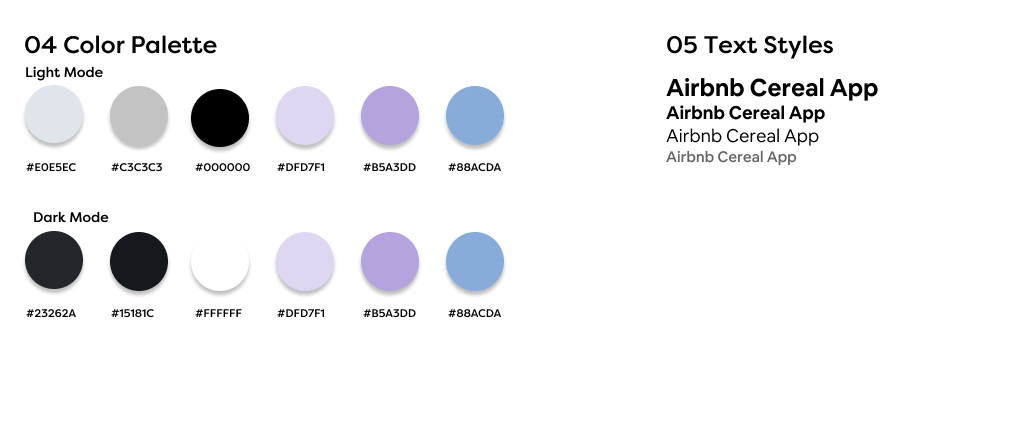 04 Color Palette
Light Mode
#E0E5EC #C3C3C3 #000000 #DFD7F1 #B5A3DD #88ACDA
Dark Mode
#23262A #15181C #FFFFFF #DFD7F1 #B5A3DD #88ACDA
05 Text Styles
Airbnb Cereal App
Airbnb Cereal App
Airbnb Cereal App
Airbnb Cereal App